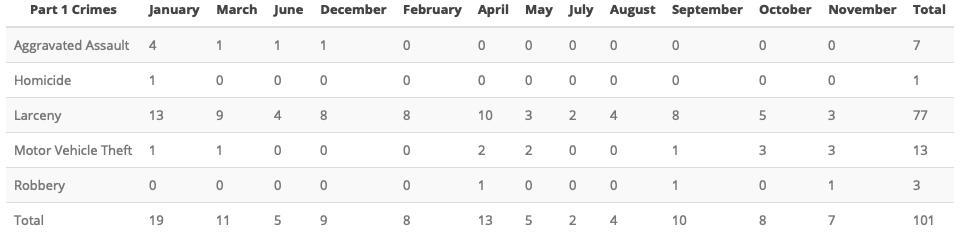 Part 1 Crimes January March June December February April May July August September October November Total
Aggravated Assault 4 1 1 1 0 0 0 0 0 0 0 0 7
Homicide 1 0 0 0 0 0 0 0 0 0 0 0 1
Larceny 13 9 4 8 8 10 3 2 4 8 5 3 77
Motor Vehicle Theft 1 1 0 0 0 2 2 0 0 1 3 3 13
Robbery 0 0 0 0 0 1 0 0 0 1 0 1 3
Total 19 11 5 9 8 13 5 2 4 10 8 7 101